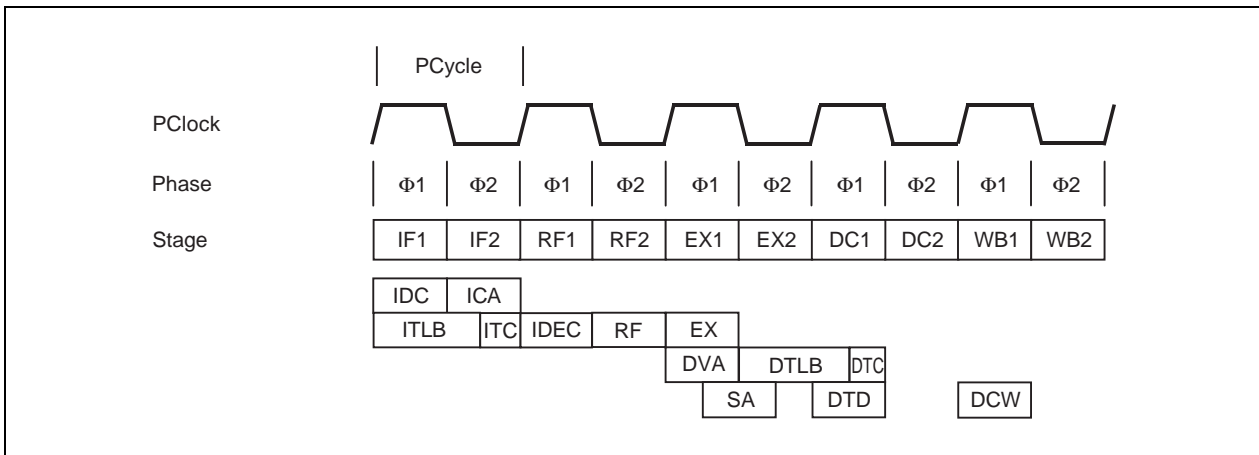 PCycle
PClock
Phase Φ1 Φ2 Φ1 Φ2 Φ1 Φ2 Φ1 Φ2 Φ1 Φ2
Stage IF1 IF2 RF1 RF2 EX1 EX2 DC1 DC2 WB1 WB2
IDC ICA
ITLB ITC IDEC RF EX
DVA DTLB DTC
SA DTD DCW